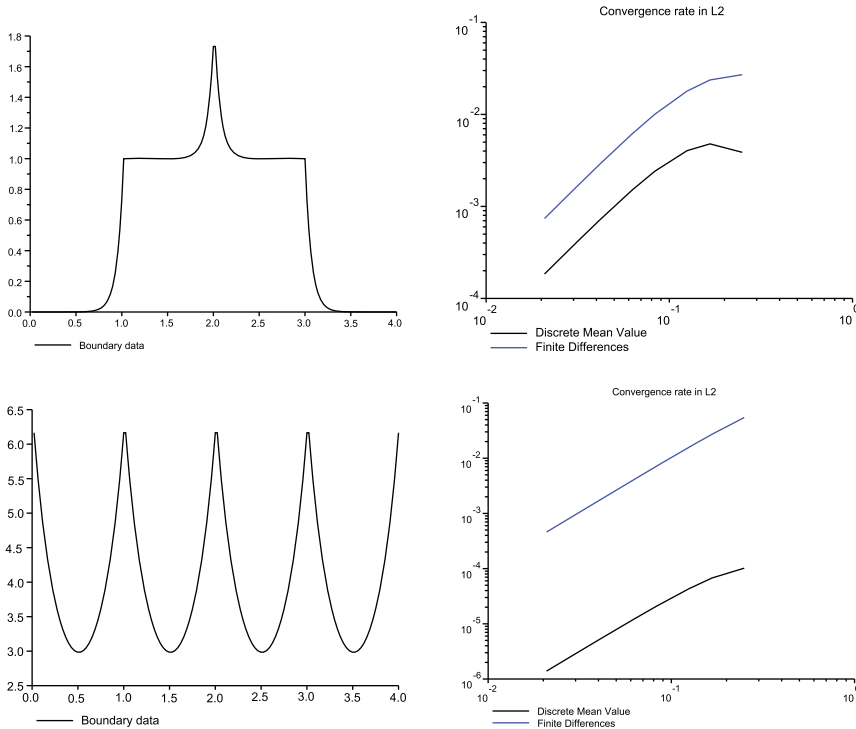 1.8
1.6
1.4
1.2
1.0
0.8
0.6
0.4
0.2
0.0
0.0 0.5 1.0 1.5 2.0 2.5 3.0 3.5 4.0
Boundary data
Convergence rate in L2
10^-1
10^-2
10^-3
10^-4
10^-2 10^-1 10^0
Discrete Mean Value
Finite Differences
6.5
6.0
5.5
5.0
4.5
4.0
3.5
3.0
2.5
0.0 0.5 1.0 1.5 2.0 2.5 3.0 3.5 4.0
Boundary data
Convergence rate in L2
10^-1
10^-2
10^-3
10^-4
10^-5
10^-6
10^-2 10^-1 10
Discrete Mean Value
Finite Differences